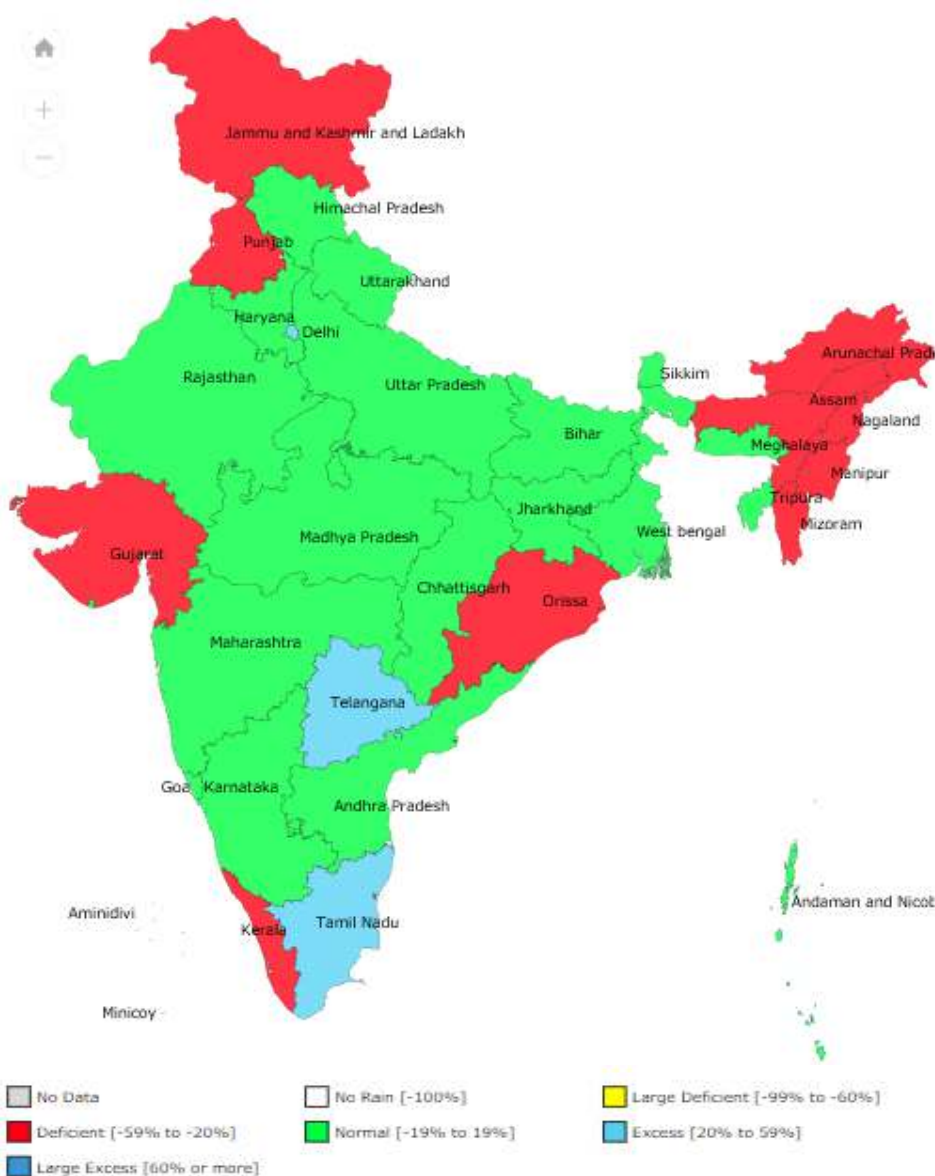 Jammu and Kashmir and Ladakh
Himachal Pradesh
Punjab
Uttarakhand
Haryana
Delhi
Rajasthan
Uttar Pradesh
Sikkim
Arunachal Prade
Assam
Nagaland
Bihar
Meghalaya
Manipur
Tripura
Mizoram
Jharkhand
West bengal
Madhya Pradesh
Gujarat
Chhattisgarh
Orissa
Maharashtra
Telangana
Goa
Karnataka
Andhra Pradesh
Andaman and Nicob
Aminidivi
Kerala
Tamil Nadu
Minicoy
No Data
No Rain [-100%]
Large Deficient [-99% to -60%]
Deficient [-59% to -20%]
Normal [-19% to 19%]
Excess [20% to 59%]
Large Excess [60% or more]